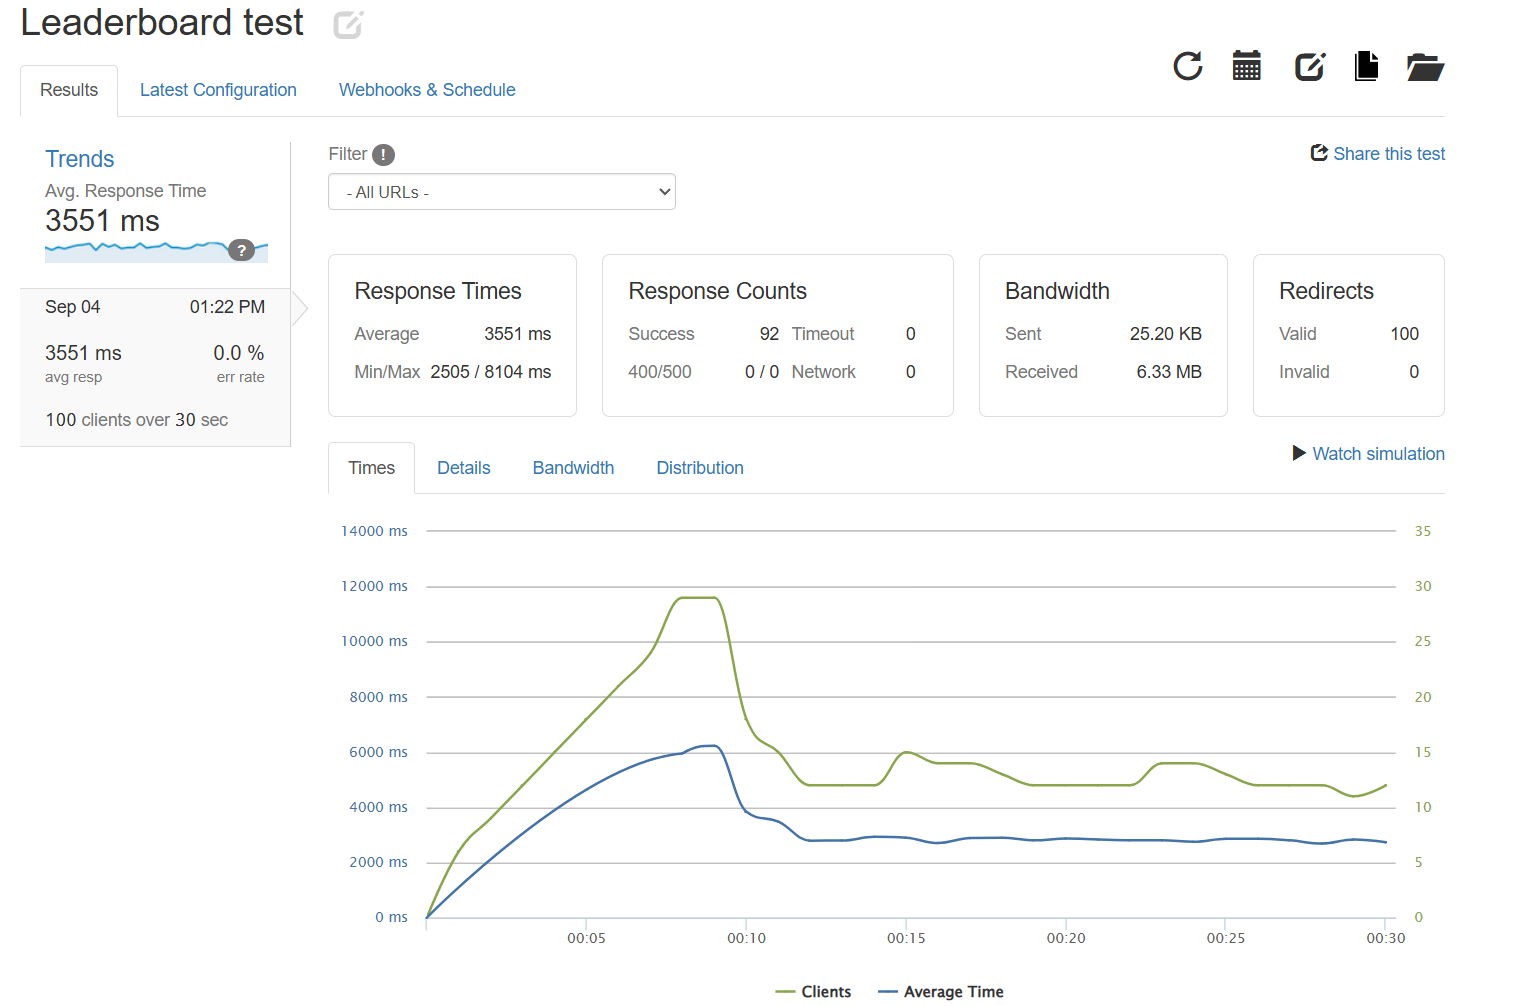 Leaderboard test
Results Latest Configuration Webhooks & Schedule
Trends
Avg. Response Time
3551 ms
?
Sep 04 01:22 PM
3551 ms 0.0 %
avg resp err rate
100 clients over 30 sec
Filter !
Share this test
- All URLs -
Response Times
Average 3551 ms
Min/Max 2505 / 8104 ms
Response Counts
Success 92 Timeout 0
400/500 0 / 0 Network 0
Bandwidth
Sent 25.20 KB
Received 6.33 MB
Redirects
Valid 100
Invalid 0
Times Details Bandwidth Distribution
Watch simulation
14000 ms 35
12000 ms 30
10000 ms 25
8000 ms 20
6000 ms 15
4000 ms 10
2000 ms 5
0 ms 0
00:05 00:10 00:15 00:20 00:25 00:30
Clients Average Time